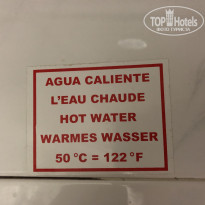 TOP Hotels
AGUA CALIENTE
L'EAU CHAUDE
HOT WATER
WARMES WASSER
50 °C = 122 °F